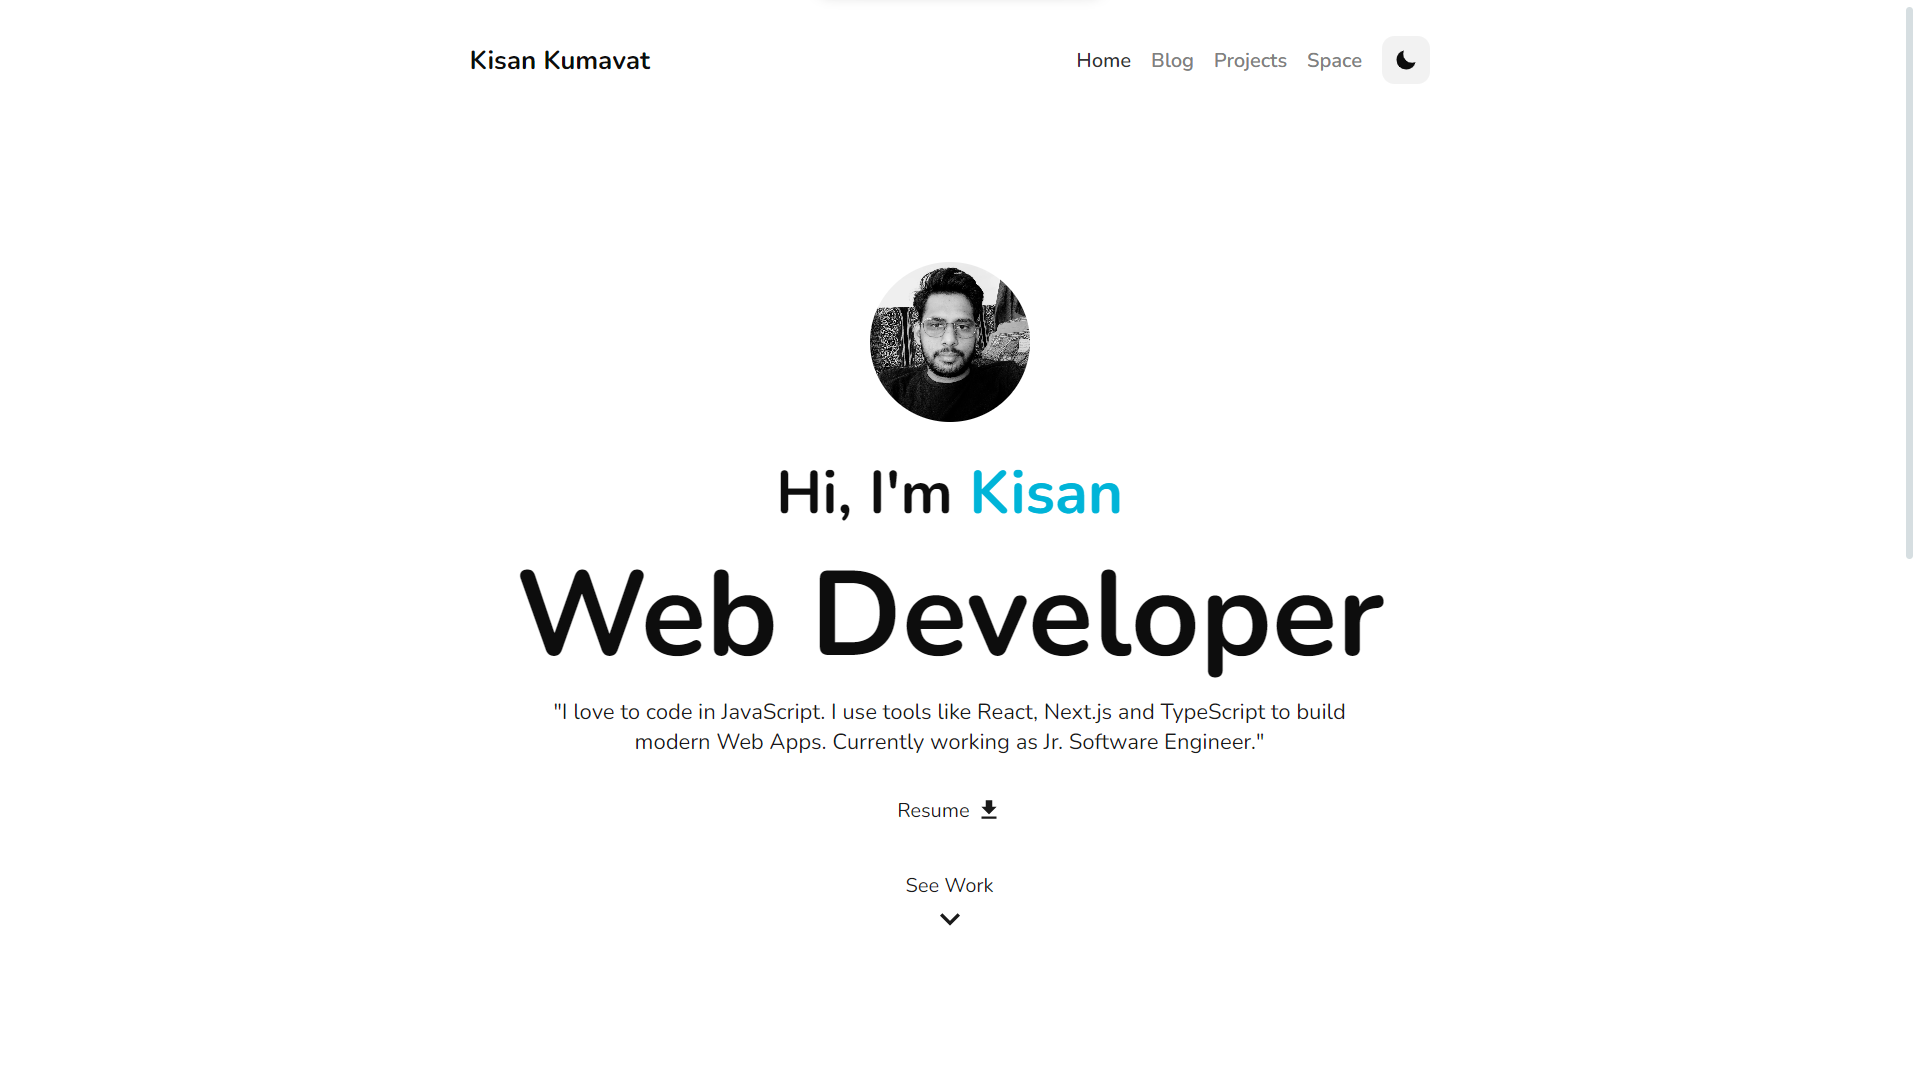 Kisan Kumavat
Home Blog Projects Space
Hi, I'm Kisan
Web Developer
"I love to code in JavaScript. I use tools like React, Next.js and TypeScript to build
modern Web Apps. Currently working as Jr. Software Engineer."
Resume
See Work